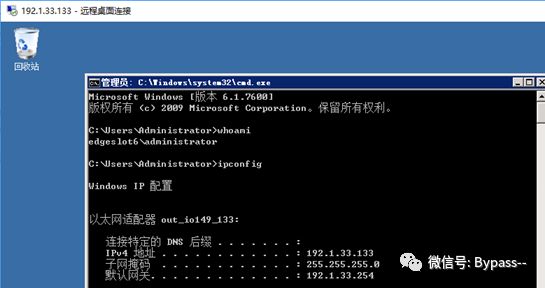 192.1.33.133 - 远程桌面连接
回收站
管理员: C:\Windows\system32\cmd.exe
Microsoft Windows [版本 6.1.7600]
版权所有 (c) 2009 Microsoft Corporation。保留所有权利。
C:\Users\Administrator>whoami
edgeslot6\administrator
C:\Users\Administrator>ipconfig
Windows IP 配置
以太网适配器 out_io149_133:
连接特定的 DNS 后缀 . . . . . . . :
IPv4 地址 . . . . . . . . . . . . : 192.1.33.133
子网掩码 . . . . . . . . . . . . : 255.255.255.0
默认网关. . . . . . . . . . . . . : 192.1.33.254
微信号: Bypass--